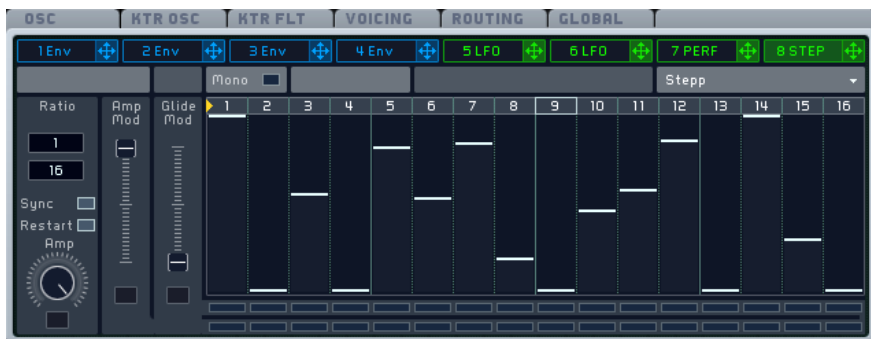 OSC KTR OSC KTR FLT VOICING ROUTING GLOBAL
1 Env 2 Env 3 Env 4 Env 5 LFO 6 LFO 7 PERF 8 STEP
Mono Stepp
Ratio Amp Mod Glide Mod 1 2 3 4 5 6 7 8 9 10 11 12 13 14 15 16
1
16
Sync
Restart
Amp